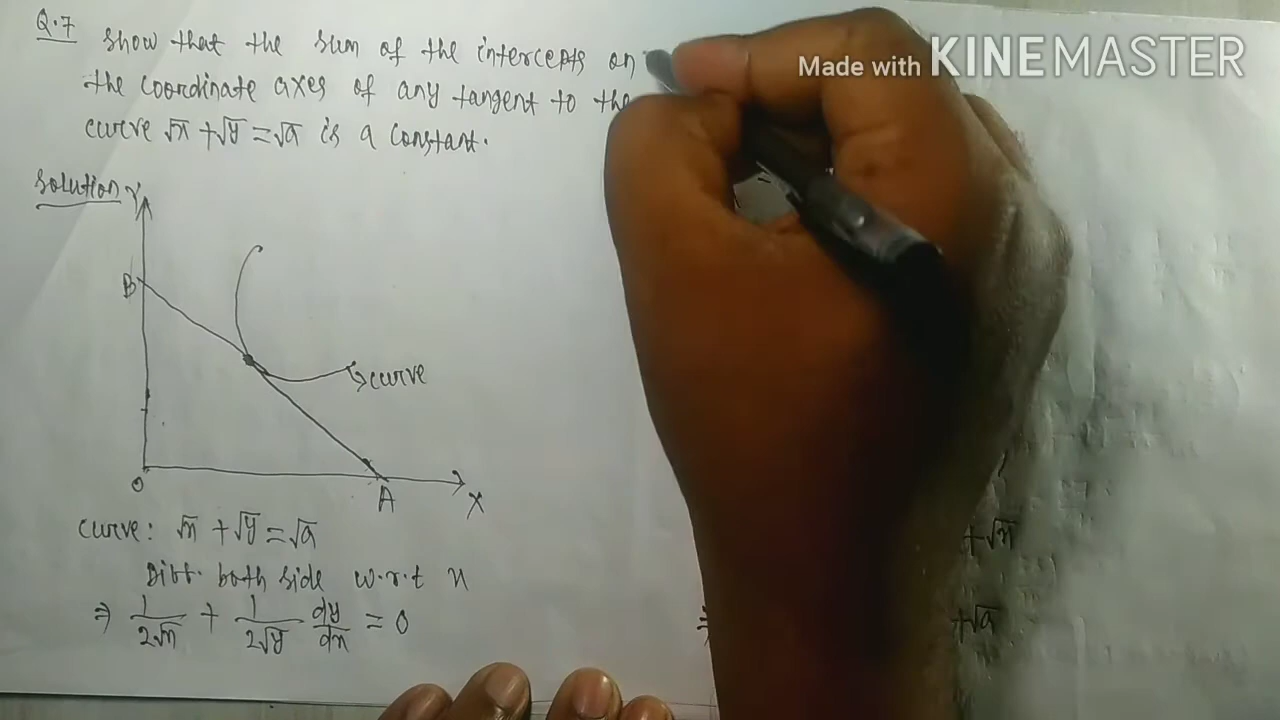 Made with KINEMASTER
Q.7 Show that the sum of the intercepts on
the coordinate axes of any tangent to the
curve √x + √y = √a is a constant.
Solution
Y
B
curve
O
A
X
curve: √x + √y = √a
Diff. both side w.r.t x
⇒ 1/2√x + 1/2√y dy/dx = 0
+√x
+√a